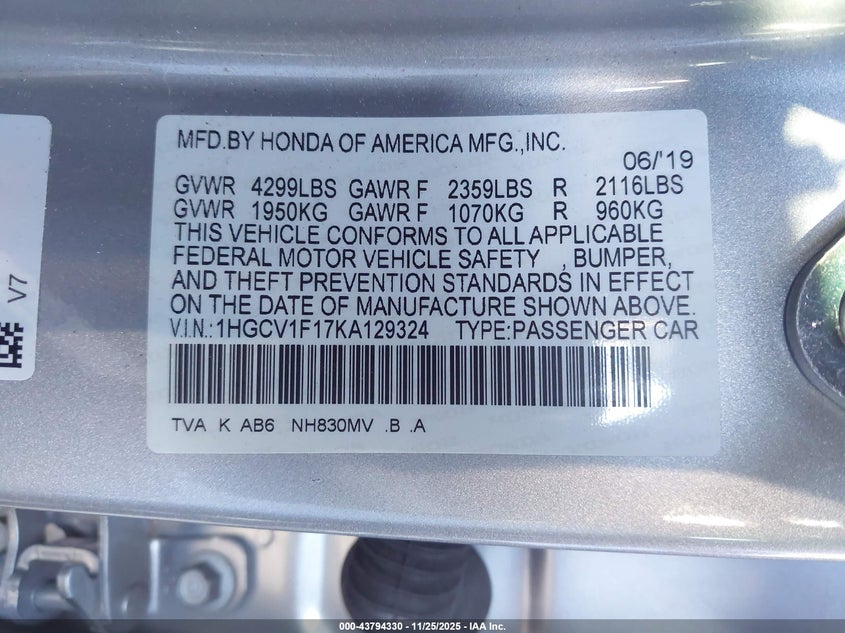 MFD.BY HONDA OF AMERICA MFG.,INC.
06/'19
GVWR 4299LBS GAWR F 2359LBS R 2116LBS
GVWR 1950KG GAWR F 1070KG R 960KG
THIS VEHICLE CONFORMS TO ALL APPLICABLE
FEDERAL MOTOR VEHICLE SAFETY , BUMPER,
AND THEFT PREVENTION STANDARDS IN EFFECT
ON THE DATE OF MANUFACTURE SHOWN ABOVE.
V.I.N.:1HGCV1F17KA129324 TYPE:PASSENGER CAR
TVA K AB6 NH830MV .B .A
V7
000-43794330 - 11/25/2025 - IAA Inc.